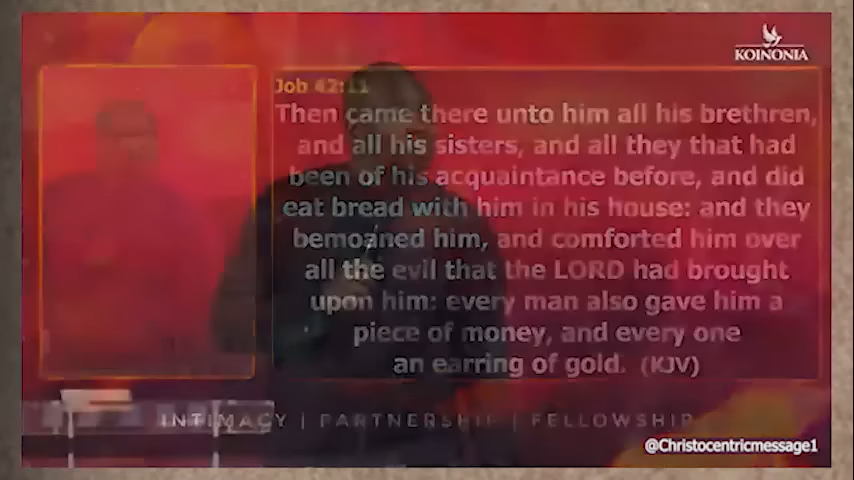 KOINONIA
Job 42:11
Then came there unto him all his brethren,
and all his sisters, and all they that had
been of his acquaintance before, and did
eat bread with him in his house: and they
bemoaned him, and comforted him over
all the evil that the LORD had brought
upon him: every man also gave him a
piece of money, and every one
an earring of gold. (KJV)
INTIMACY | PARTNERSHIP | FELLOWSHIP
@Christocentricmessage1